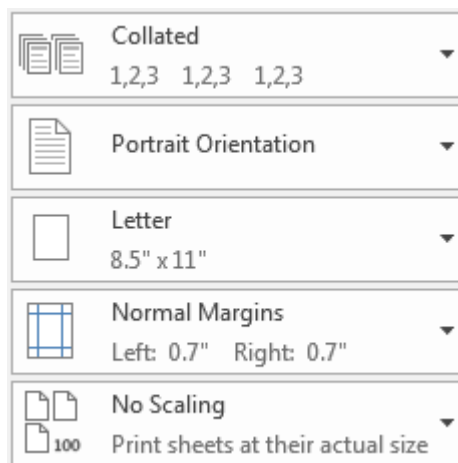 Collated
1,2,3 1,2,3 1,2,3
Portrait Orientation
Letter
8.5" x 11"
Normal Margins
Left: 0.7" Right: 0.7"
No Scaling
100
Print sheets at their actual size